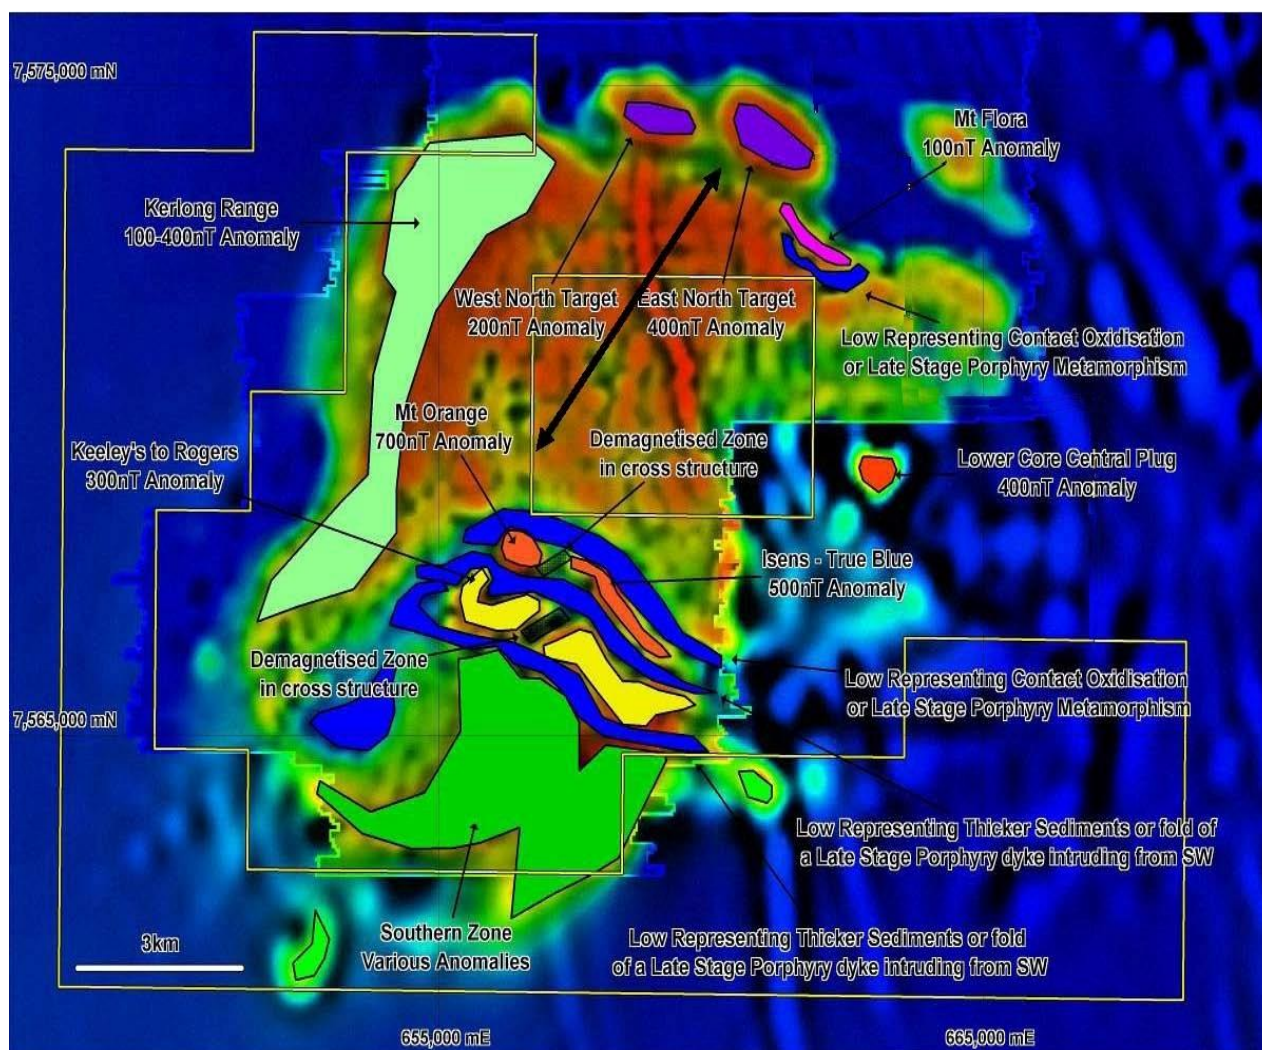 7,575,000 mN
Mt Flora
100nT Anomaly
Kerlong Range
100-400nT Anomaly
West North Target
200nT Anomaly
East North Target
400nT Anomaly
Low Representing Contact Oxidisation
or Late Stage Porphyry Metamorphism
Mt Orange
700nT Anomaly
Demagnetised Zone
in cross structure
Keeley's to Rogers
300nT Anomaly
Lower Core Central Plug
400nT Anomaly
Isens - True Blue
500nT Anomaly
Demagnetised Zone
in cross structure
Low Representing Contact Oxidisation
or Late Stage Porphyry Metamorphism
7,565,000 mN
Low Representing Thicker Sediments or fold of
a Late Stage Porphyry dyke intruding from SW
Southern Zone
Various Anomalies
Low Representing Thicker Sediments or fold
of a Late Stage Porphyry dyke intruding from SW
3km
655,000 mE
665,000 mE